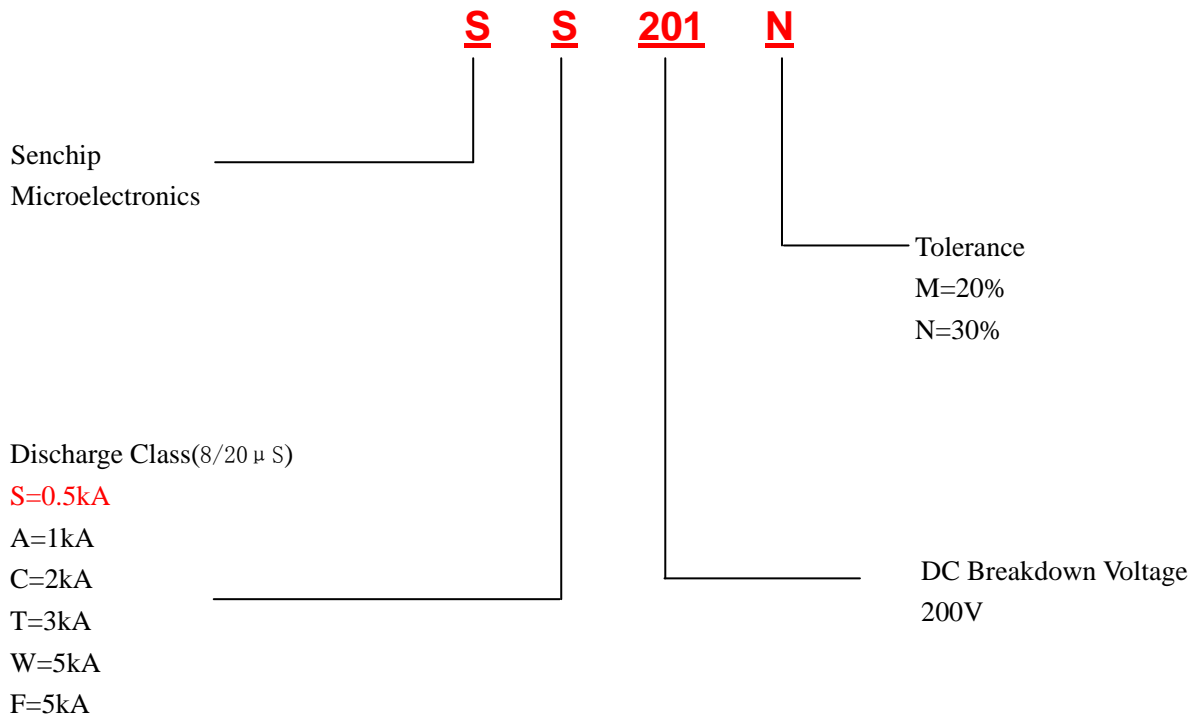 S S 201 N
Senchip
Microelectronics
Tolerance
M=20%
N=30%
Discharge Class(8/20μS)
S=0.5kA
A=1kA
C=2kA
T=3kA
W=5kA
F=5kA
DC Breakdown Voltage
200V